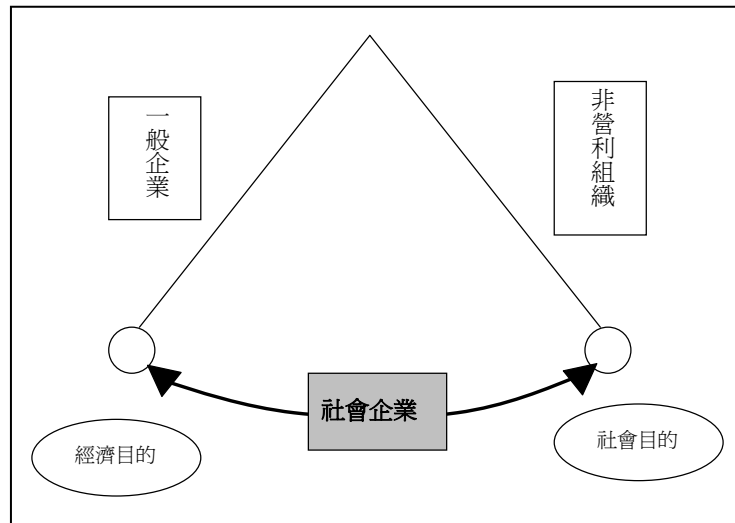 一般企業
非營利組織
社會企業
經濟目的
社會目的